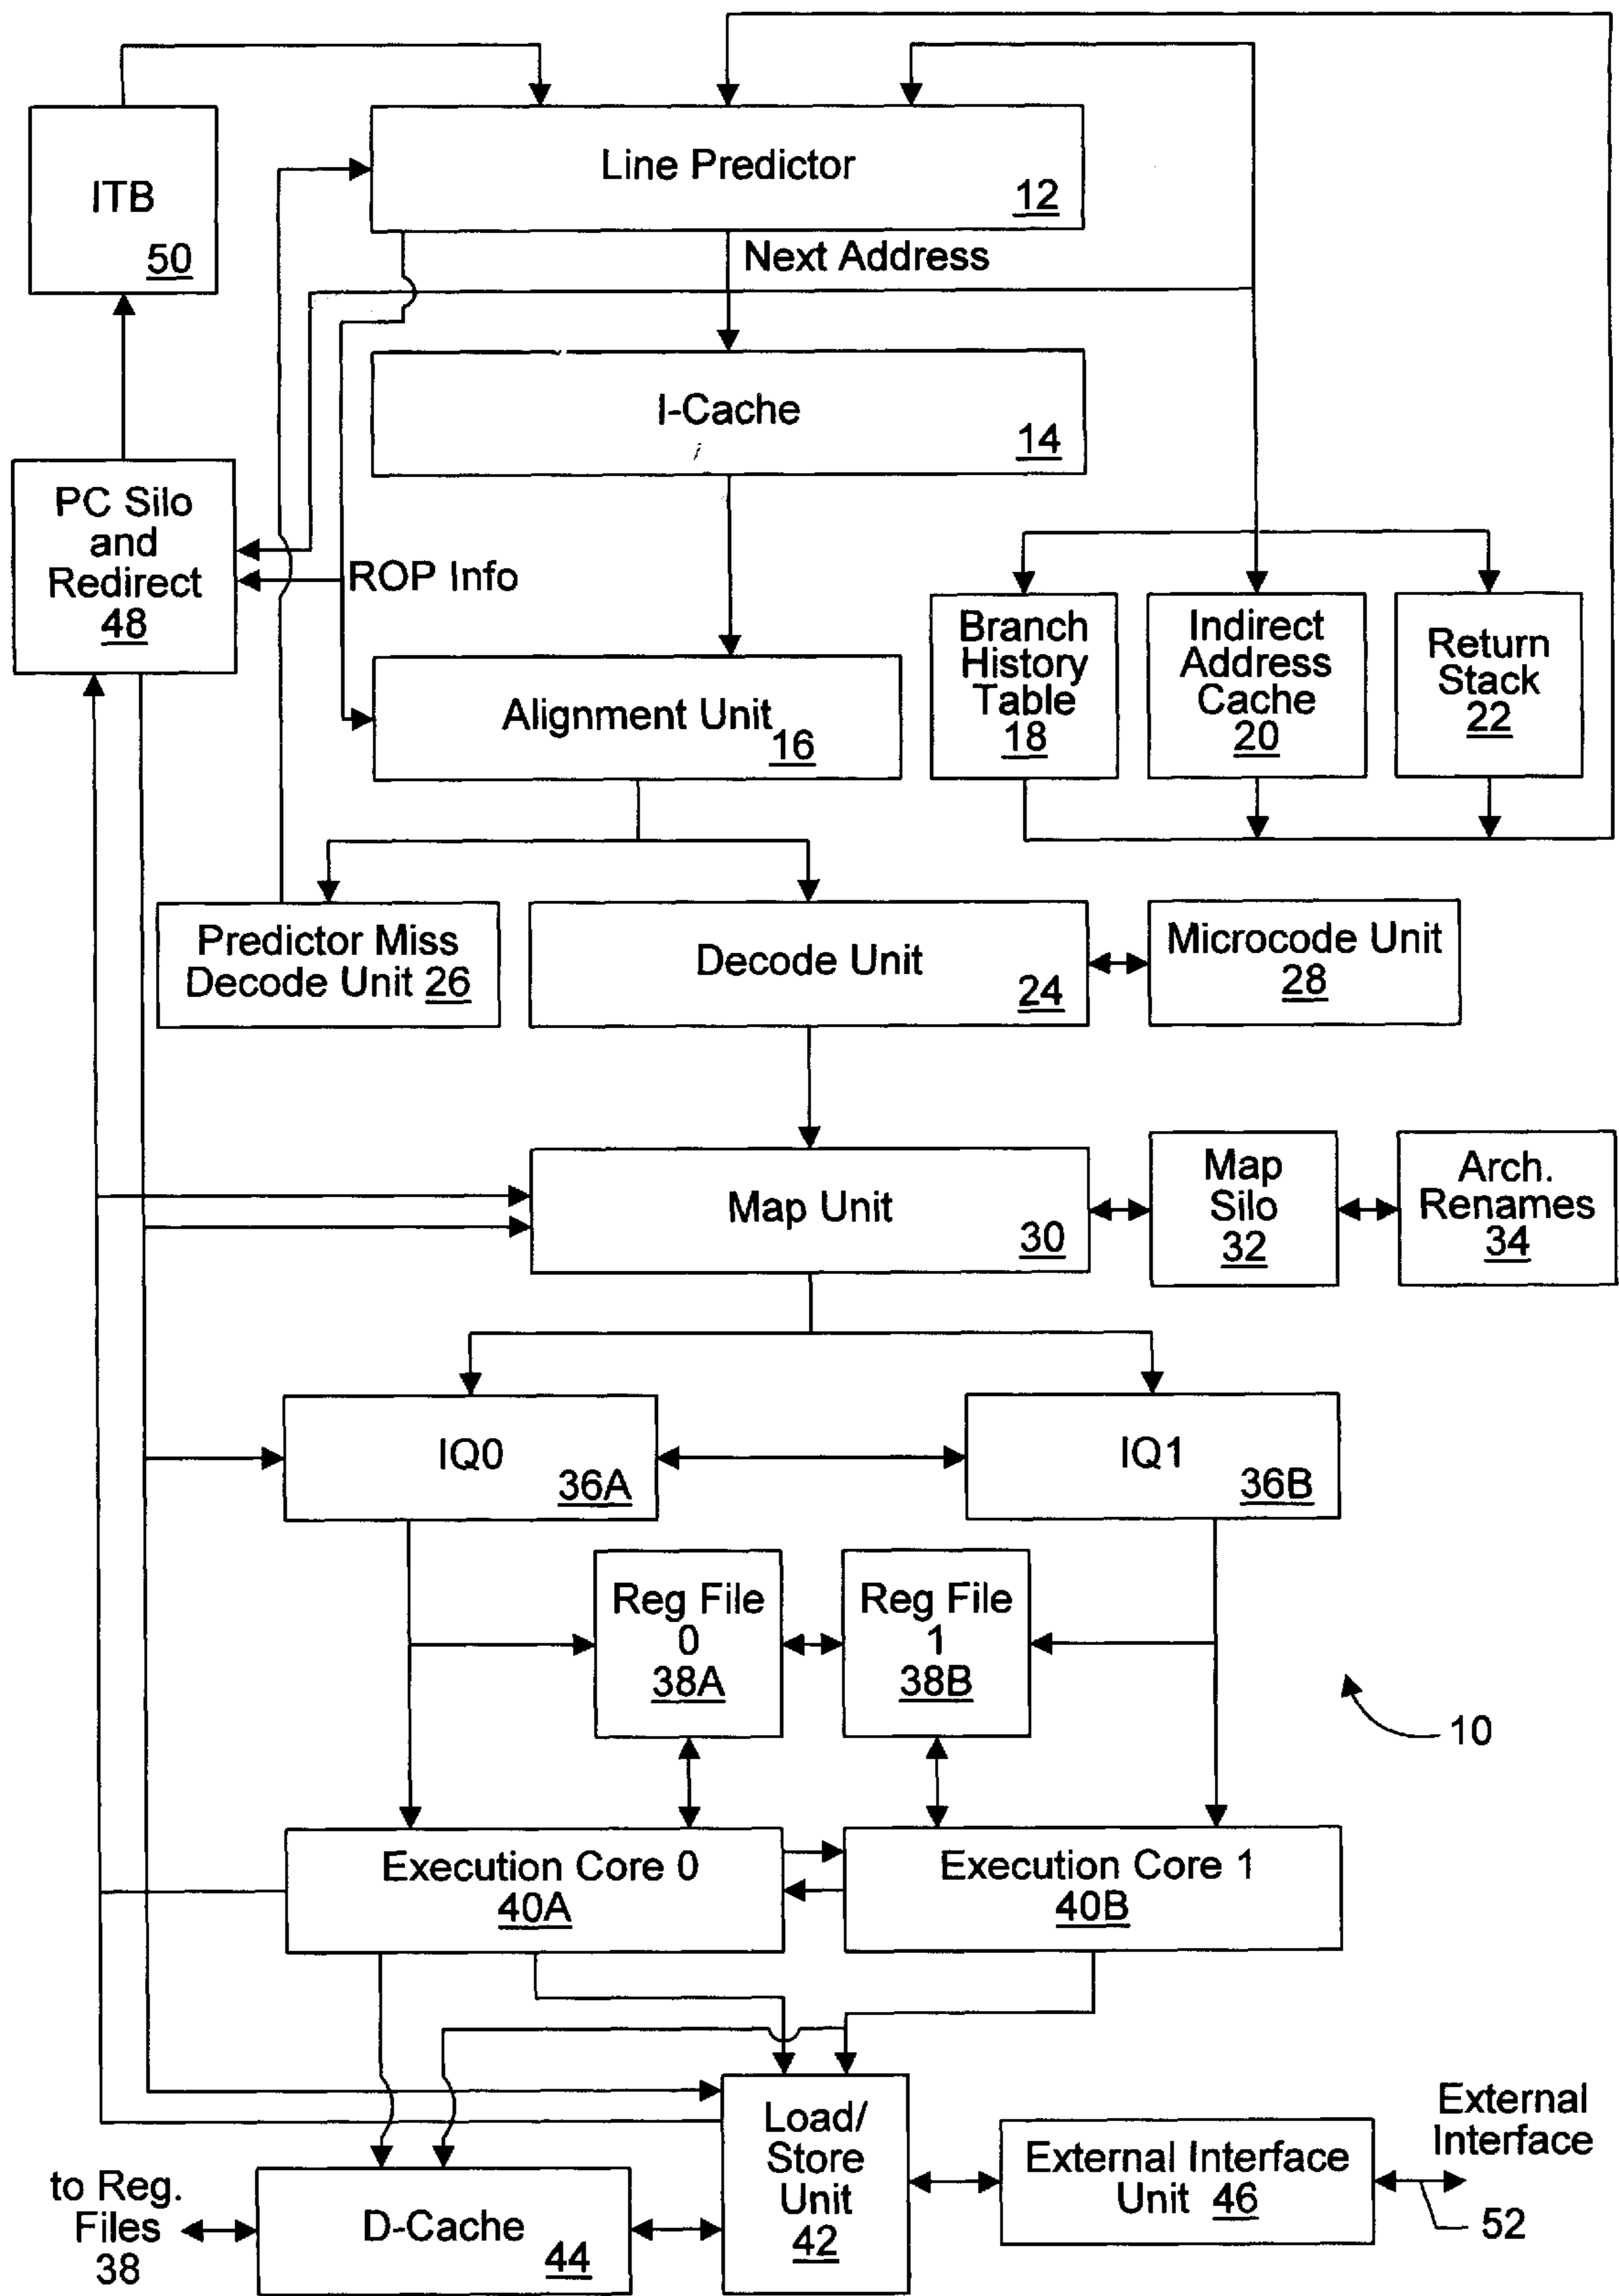 Line Predictor
12
ITB
50
Next Address
I-Cache
14
PC Silo
and
Redirect
48
ROP Info
Branch
History
Table
18
Indirect
Address
Cache
20
Return
Stack
22
Alignment Unit
16
Predictor Miss
Decode Unit 26
Decode Unit
24
Microcode Unit
28
Map Unit
30
Map
Silo
32
Arch.
Renames
34
IQ0
36A
IQ1
36B
Reg File
0
38A
Reg File
1
38B
10
Execution Core 0
40A
Execution Core 1
40B
Load/
Store
Unit
42
External Interface
Unit 46
External
Interface
52
to Reg.
Files
38
D-Cache
44